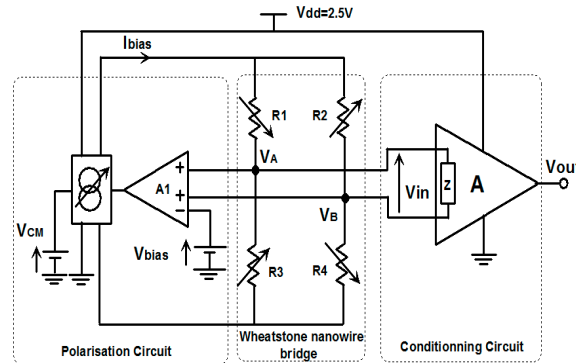 Vdd=2.5V
Ibias
R1
R2
VA
A1
+
+
−
Vin
Z
A
Vout
VB
VCM
Vbias
R3
R4
Polarisation Circuit
Wheatstone nanowire
bridge
Conditionning Circuit